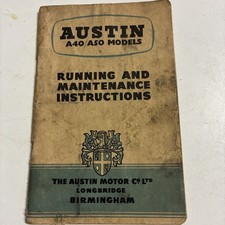 AUSTIN
A40/A50 MODELS
RUNNING AND
MAINTENANCE
INSTRUCTIONS
THE AUSTIN MOTOR Co LTD
LONGBRIDGE
BIRMINGHAM